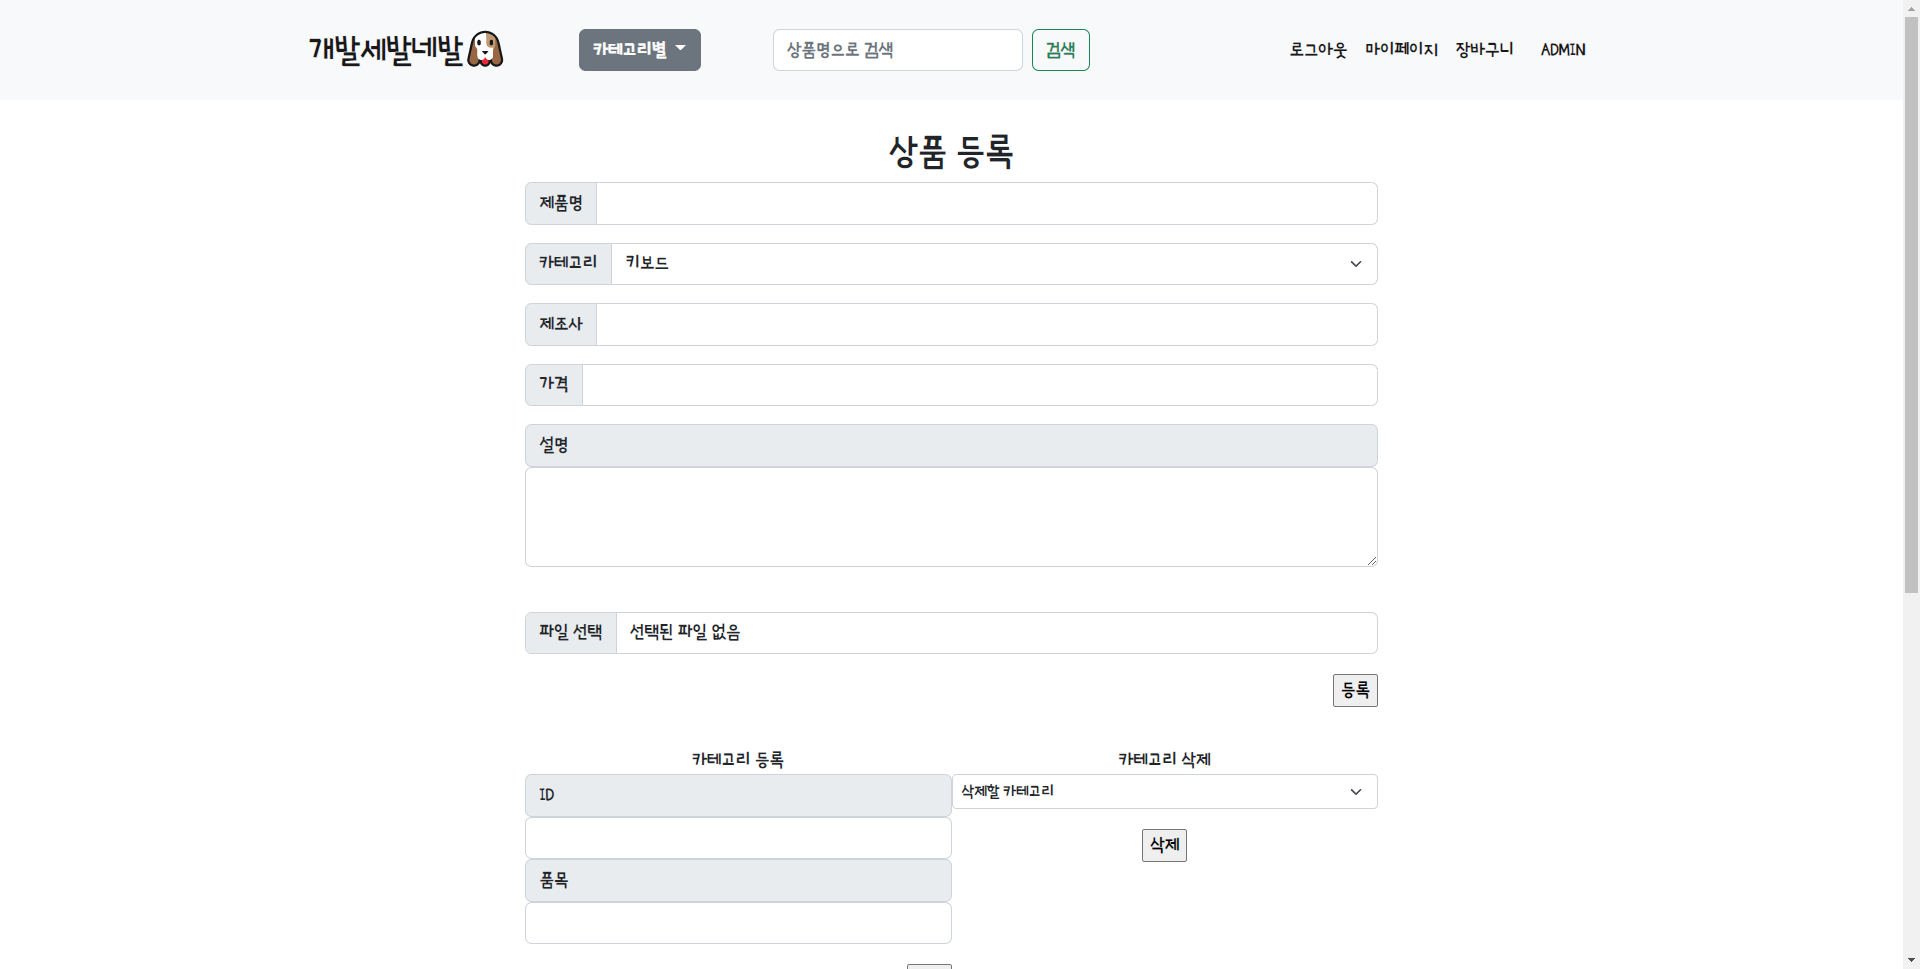 개발세발네발
카테고리별
상품명으로 검색
검색
로그아웃
마이페이지
장바구니
ADMIN
상품 등록
제품명
카테고리
키보드
제조사
가격
설명
파일 선택
선택된 파일 없음
등록
카테고리 등록
카테고리 삭제
ID
삭제할 카테고리
삭제
품목